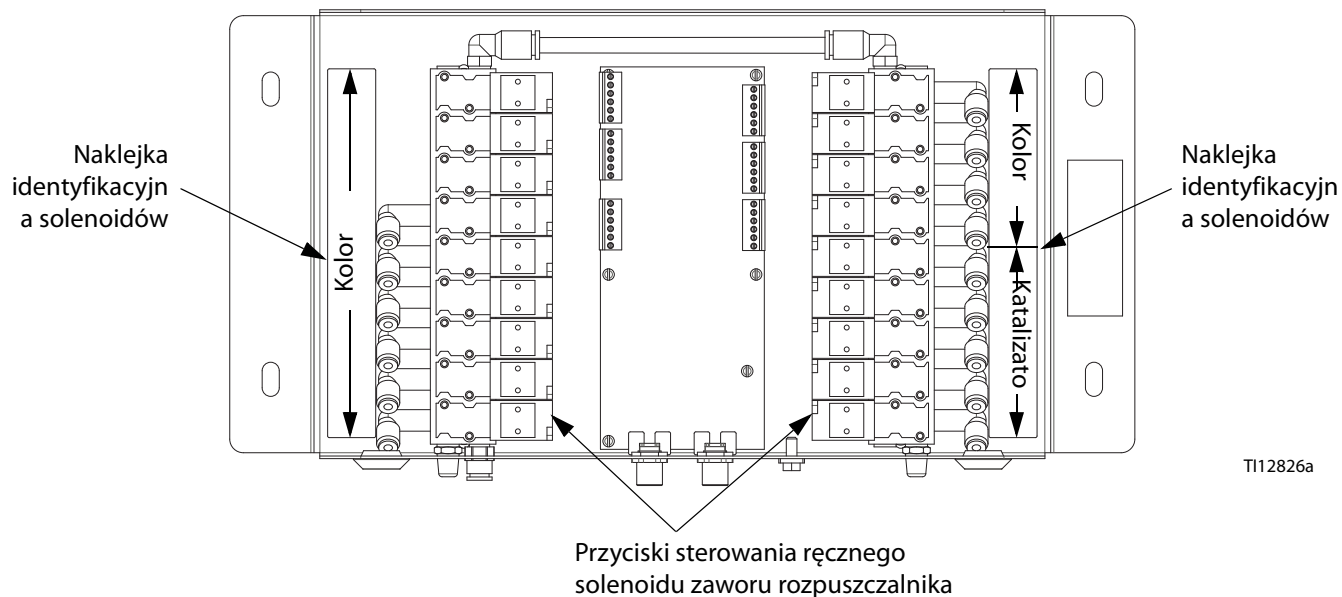 Naklejka
identyfikacyjn
a solenoidów
Kolor
Kolor
Katalizato
Naklejka
identyfikacyjn
a solenoidów
TI12826a
Przyciski sterowania ręcznego
solenoidu zaworu rozpuszczalnika